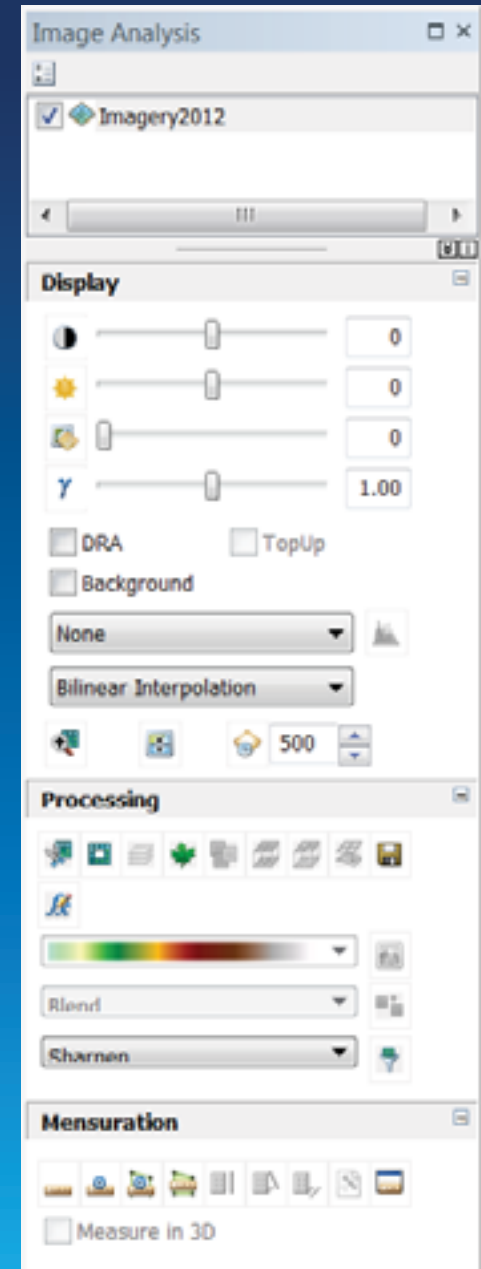 Image Analysis
Imagery2012
Display
0
0
0
γ 1.00
DRA TopUp
Background
None
Bilinear Interpolation
500
Processing
Blend
Sharpen
Mensuration
Measure in 3D